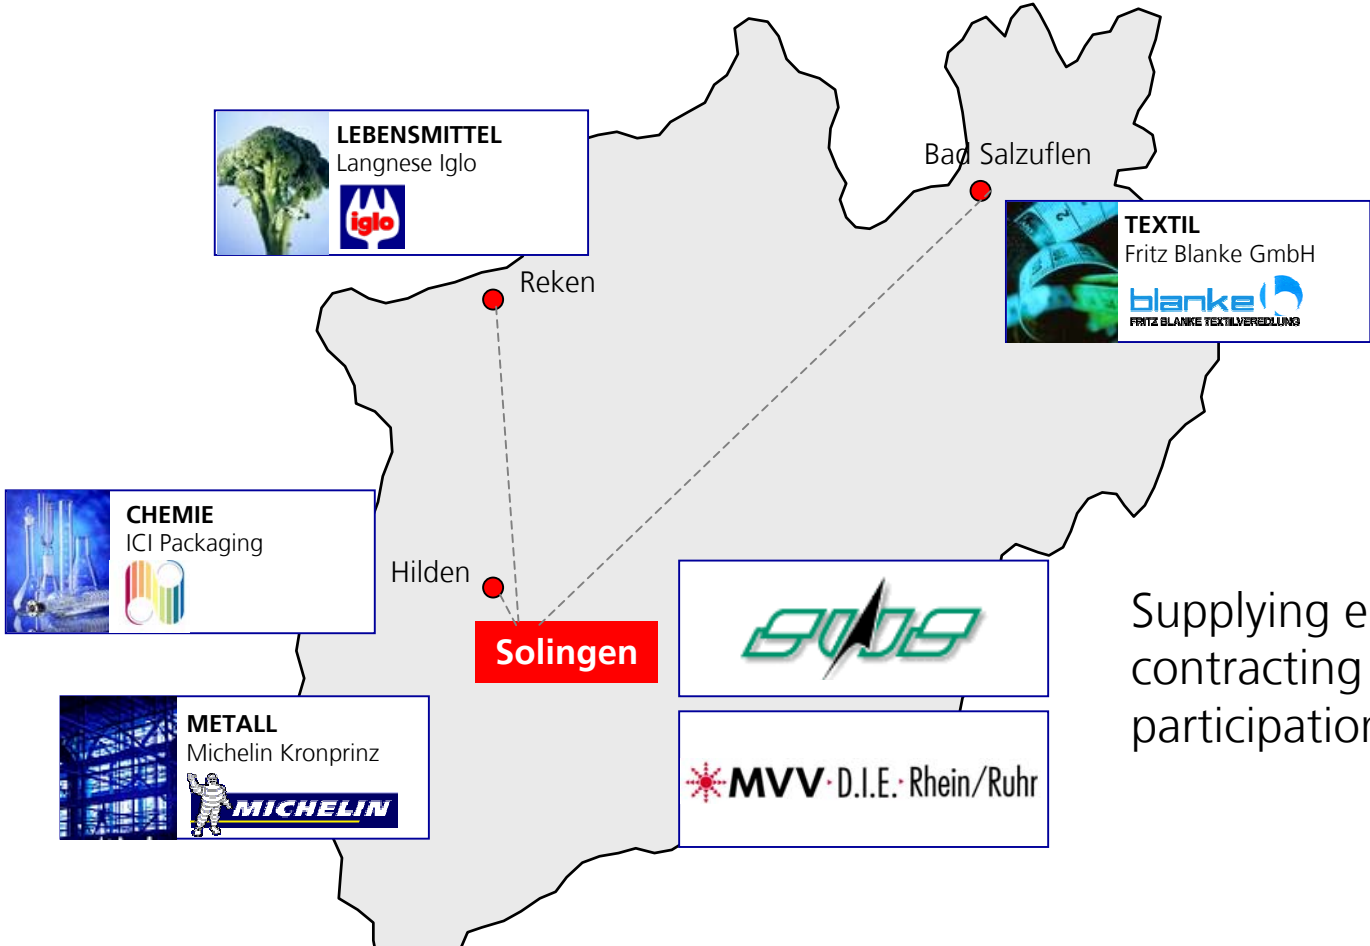 LEBENSMITTEL
Langnese Iglo
iglo
Bad Salzuflen
TEXTIL
Fritz Blanke GmbH
blanke
FRITZ BLANKE TEXTILVEREDLUNG
Reken
CHEMIE
ICI Packaging
Hilden
Solingen
SWS
Supplying e
contracting
participation
METALL
Michelin Kronprinz
MICHELIN
MVV·D.I.E.·Rhein/Ruhr